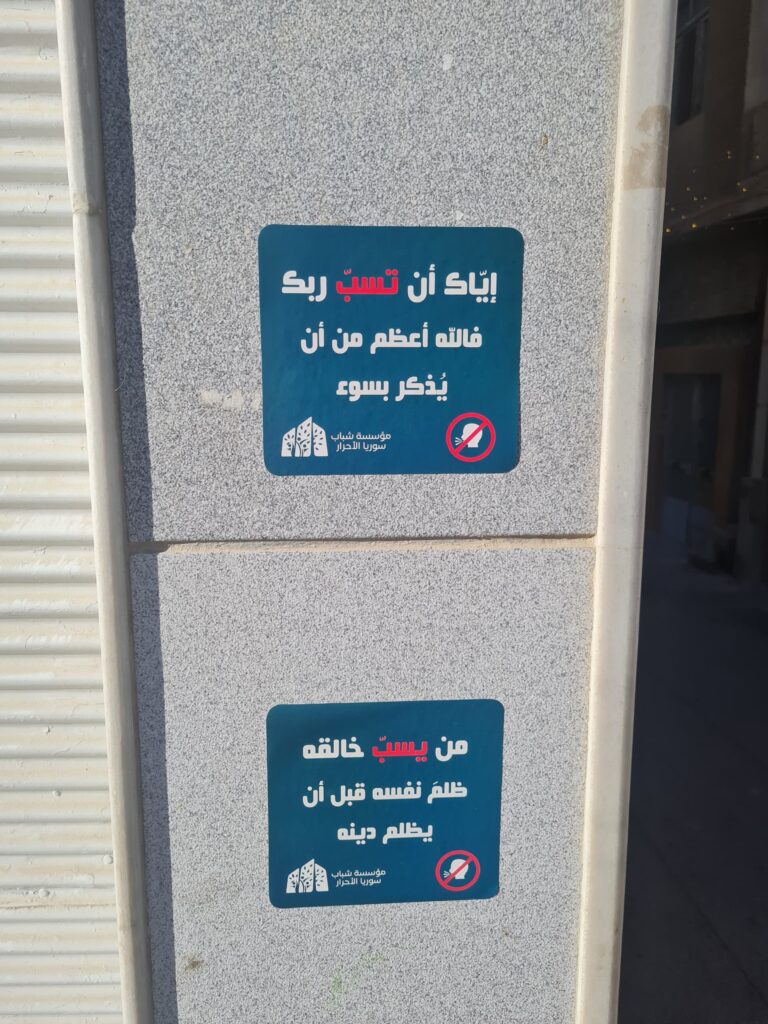 إيّاك أن تسبّ ربك
فالله أعظم من أن
يُذكر بسوء
مؤسسة شباب
سوريا الأحرار
من يسبّ خالقه
ظلمَ نفسه قبل أن
يظلم دينه
مؤسسة شباب
سوريا الأحرار